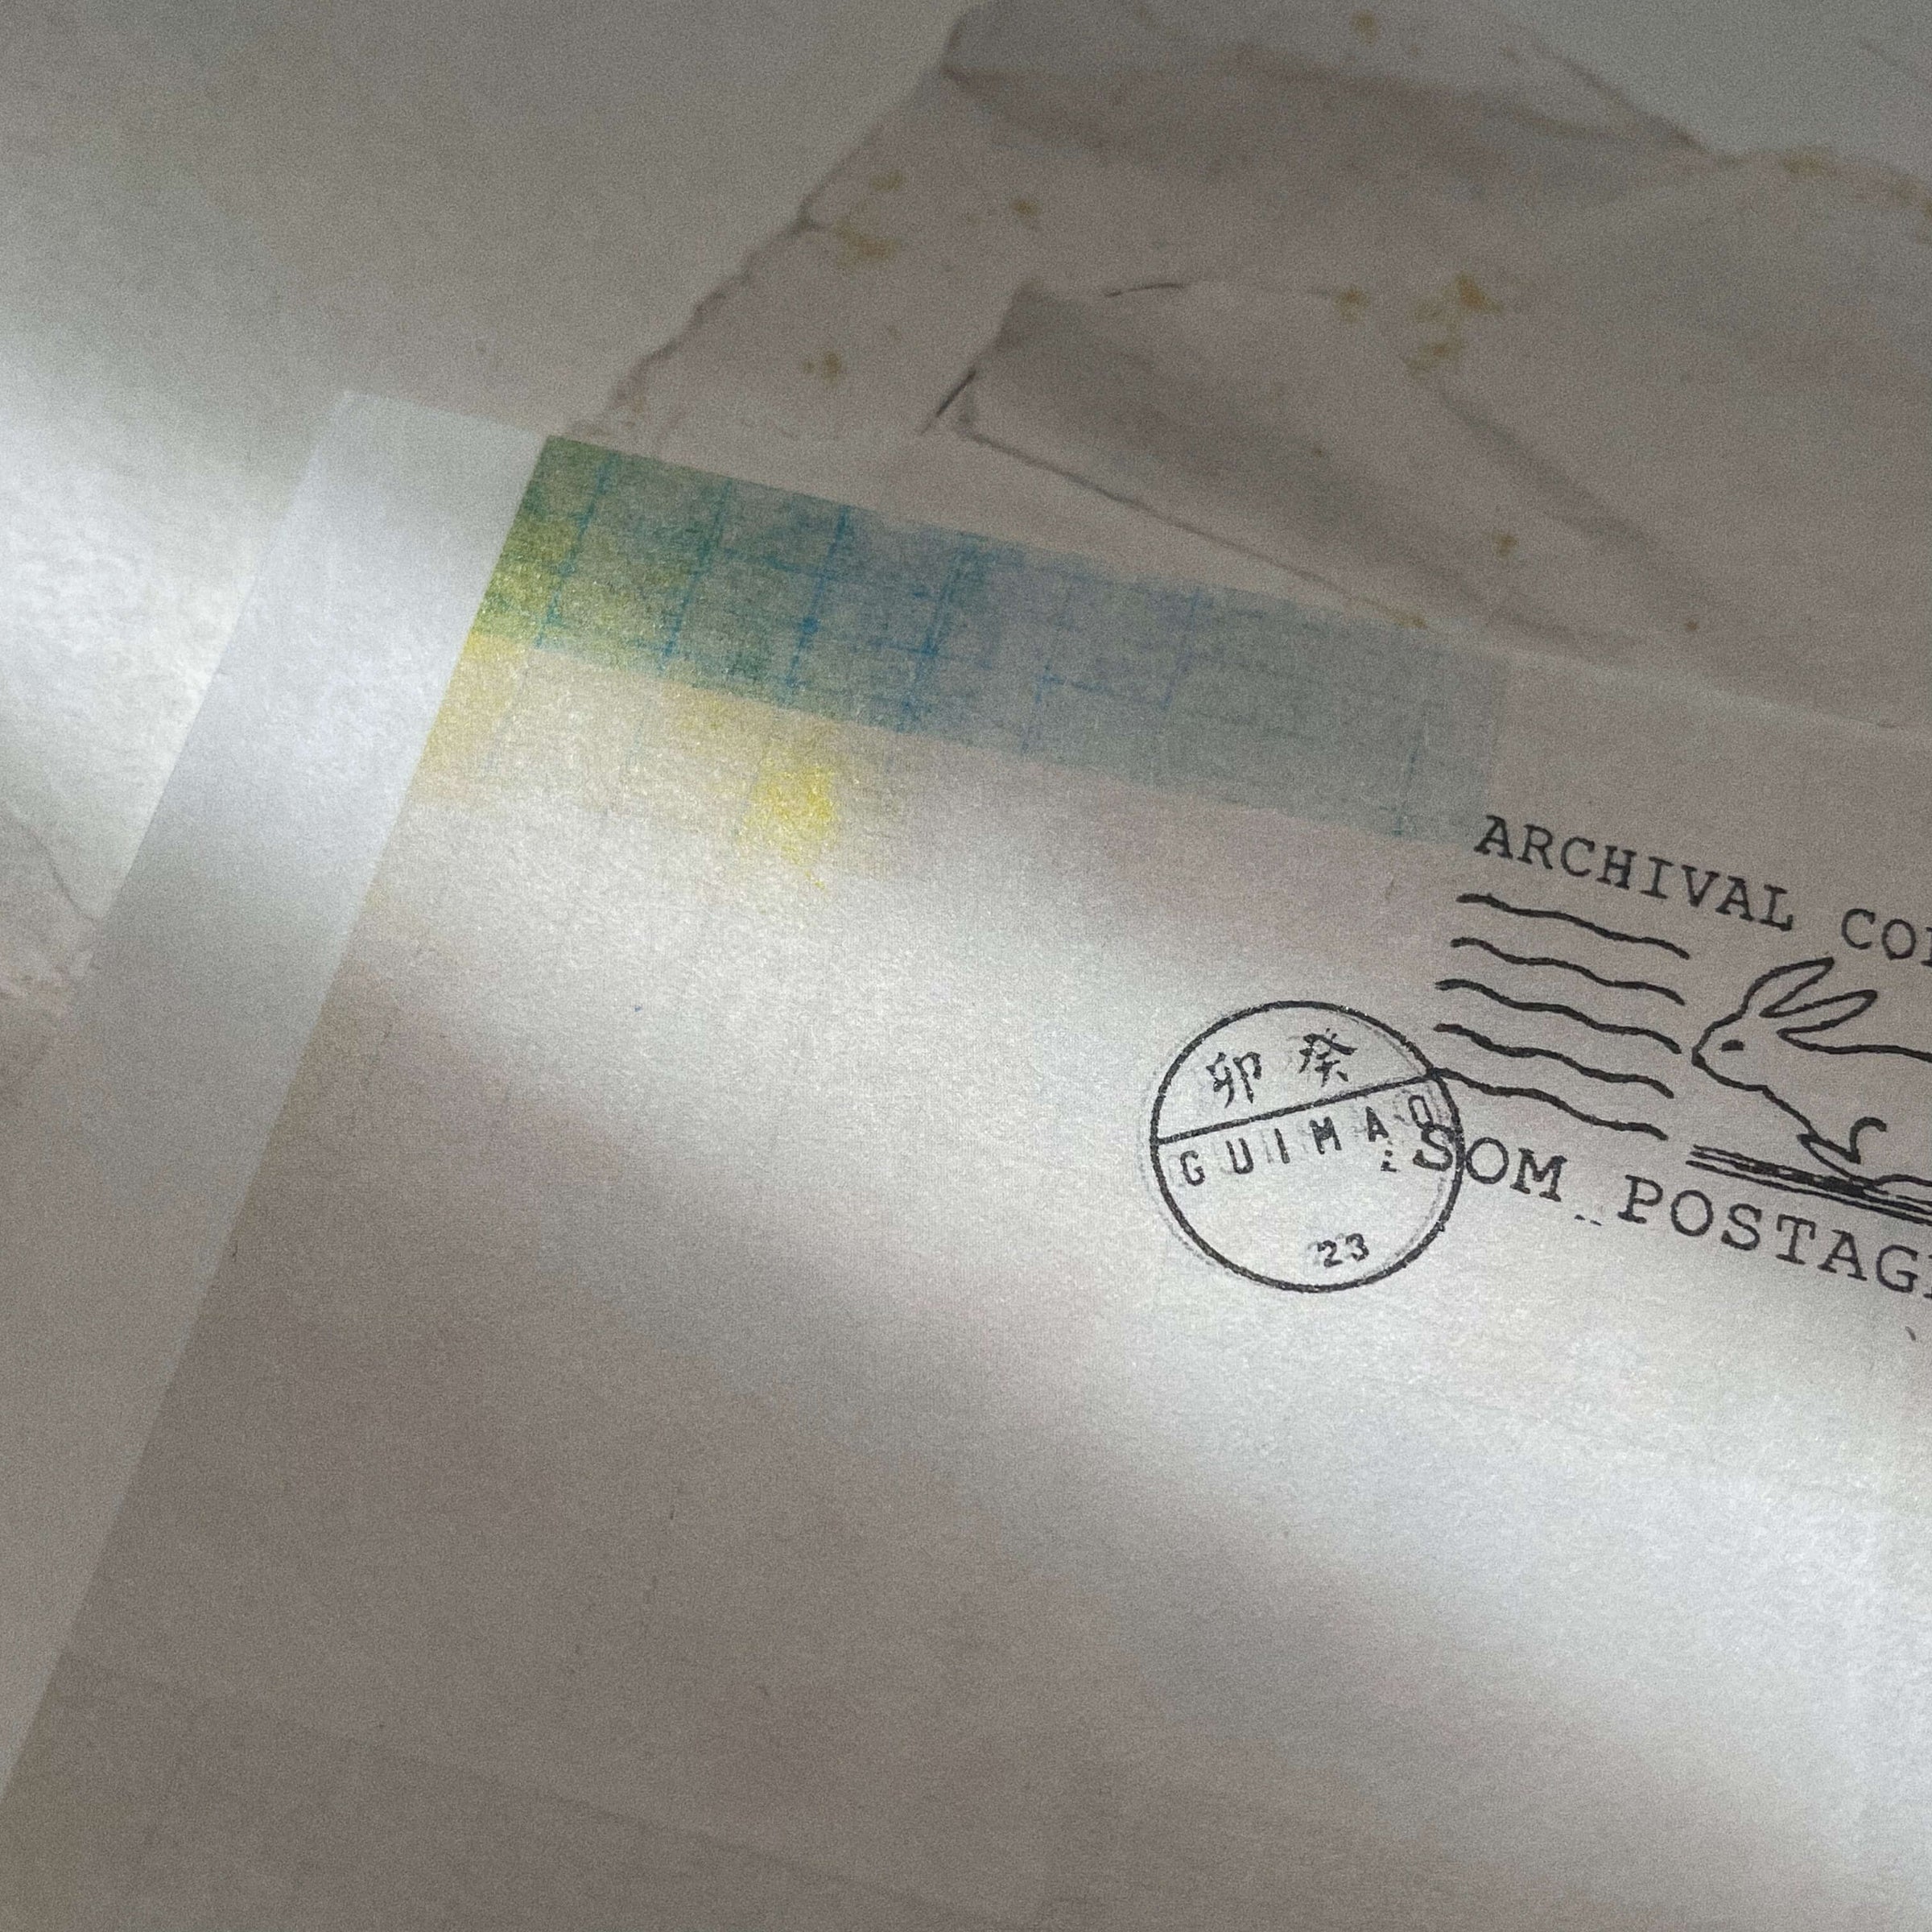 ARCHIVAL CO
卯癸
GUIMAO
23
SOM POSTAG